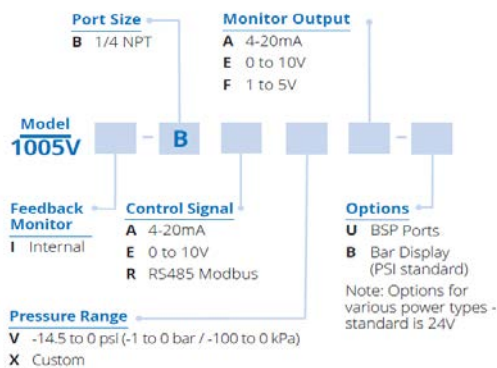 Port Size
B 1/4 NPT
Monitor Output
A 4-20mA
E 0 to 10V
F 1 to 5V
Model
1005V - B -
Feedback
Monitor
I Internal
Control Signal
A 4-20mA
E 0 to 10V
R RS485 Modbus
Options
U BSP Ports
B Bar Display
(PSI standard)
Note: Options for
various power types -
standard is 24V
Pressure Range
V -14.5 to 0 psi (-1 to 0 bar / -100 to 0 kPa)
X Custom